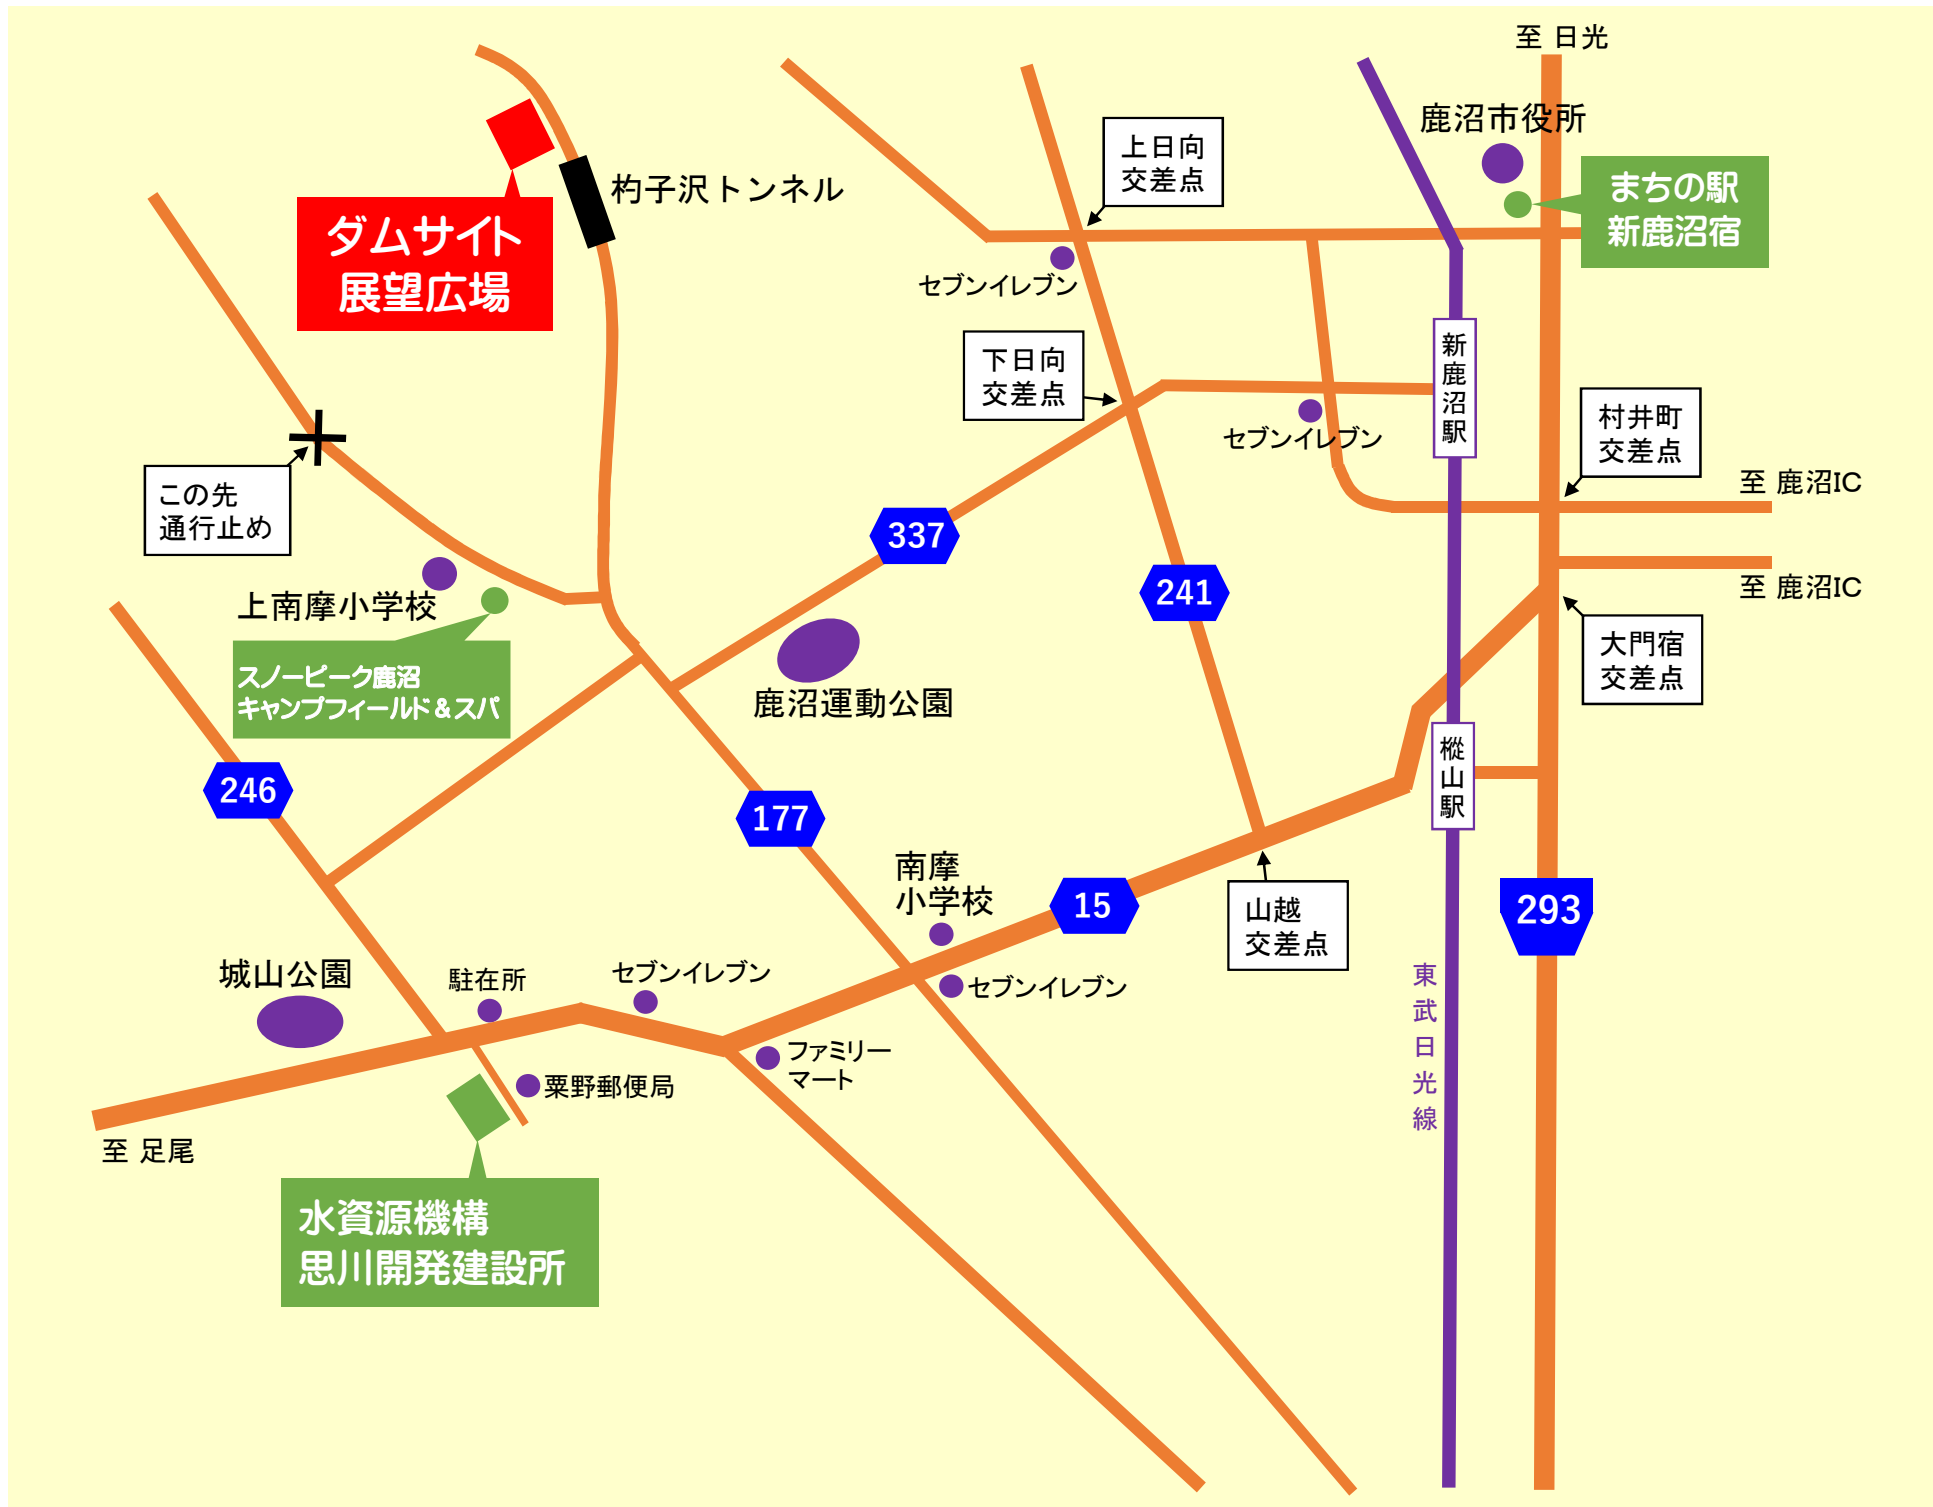 至 日光
鹿沼市役所
まちの駅
新鹿沼宿
上日向
交差点
杓子沢トンネル
ダムサイト
展望広場
セブンイレブン
下日向
交差点
新鹿沼駅
セブンイレブン
村井町
交差点
至 鹿沼IC
この先
通行止め
337
241
至 鹿沼IC
上南摩小学校
大門宿
交差点
スノーピーク鹿沼
キャンプフィールド&スパ
鹿沼運動公園
樅山駅
246
177
南摩
小学校
15
山越
交差点
293
城山公園
駐在所
セブンイレブン
セブンイレブン
東武日光線
ファミリー
マート
粟野郵便局
至 足尾
水資源機構
思川開発建設所